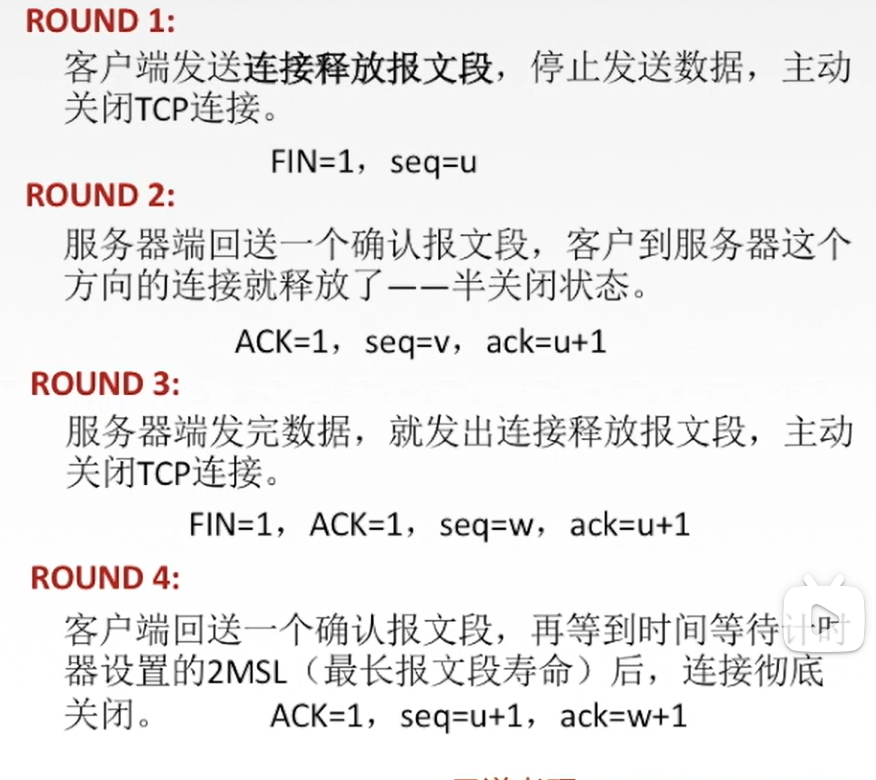 ROUND 1:
客户端发送连接释放报文段，停止发送数据，主动
关闭TCP连接。
FIN=1，seq=u
ROUND 2:
服务器端回送一个确认报文段，客户到服务器这个
方向的连接就释放了——半关闭状态。
ACK=1，seq=v，ack=u+1
ROUND 3:
服务器端发完数据，就发出连接释放报文段，主动
关闭TCP连接。
FIN=1，ACK=1，seq=w，ack=u+1
ROUND 4:
客户端回送一个确认报文段，再等到时间等待计时
器设置的2MSL（最长报文段寿命）后，连接彻底
关闭。 ACK=1，seq=u+1，ack=w+1